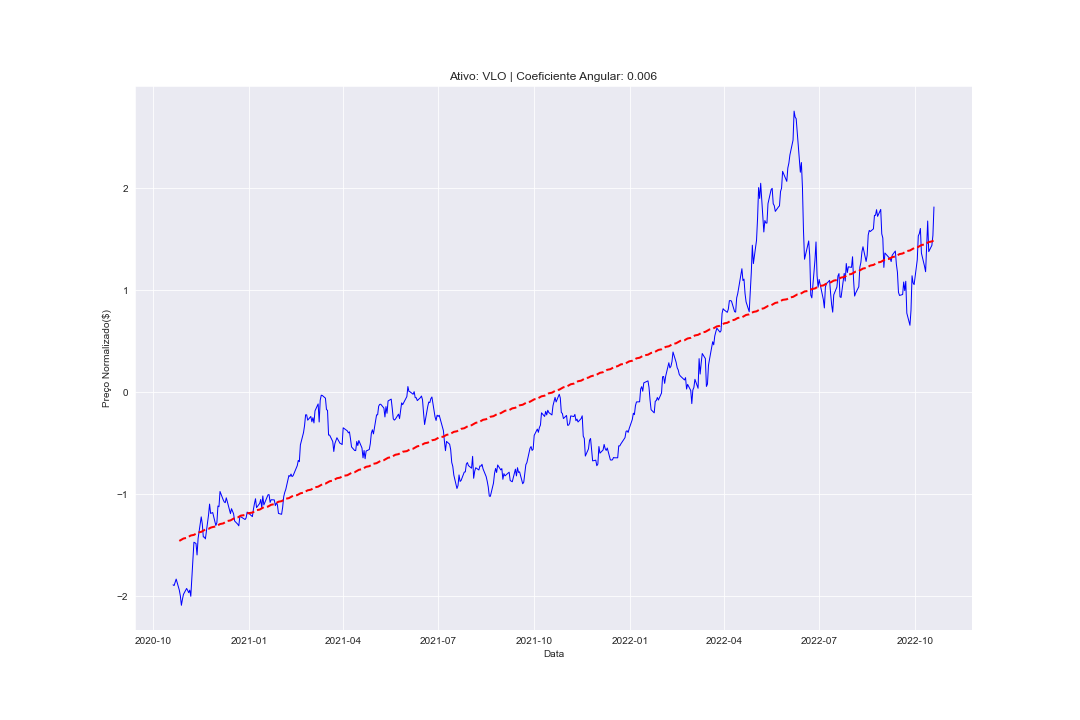 Ativo: VLO | Coeficiente Angular: 0.006
Preço Normalizado($)
2
1
0
−1
−2
2020-10 2021-01 2021-04 2021-07 2021-10 2022-01 2022-04 2022-07 2022-10
Data